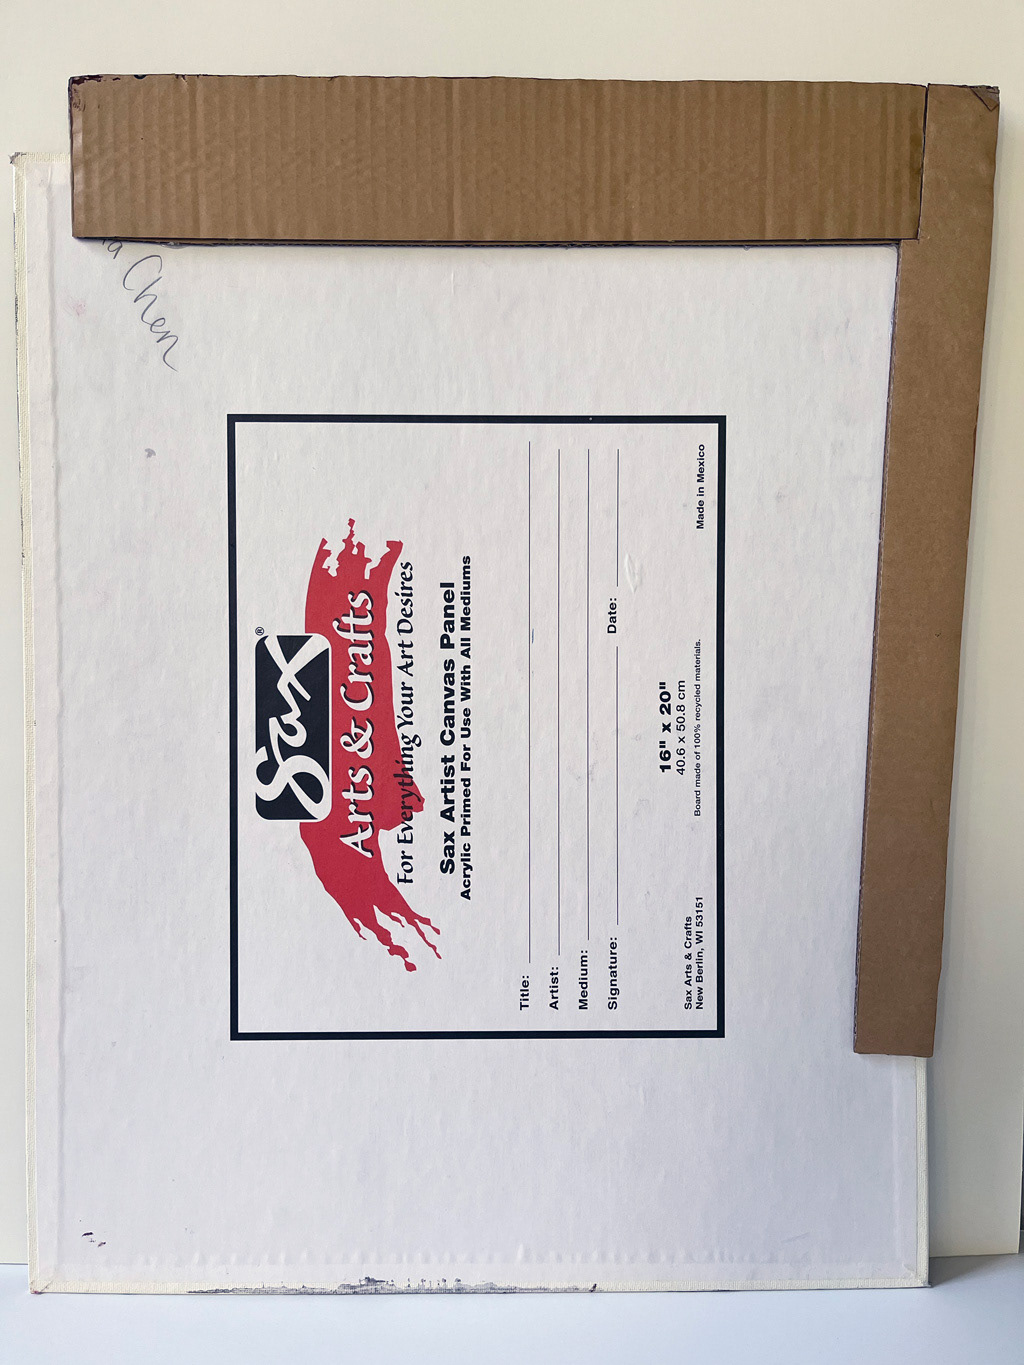 Chen
Sax®
Arts & Crafts
For Everything Your Art Desires
Sax Artist Canvas Panel
Acrylic Primed For Use With All Mediums
Title:
Artist:
Medium:
Signature: Date:
16" x 20"
40.6 x 50.8 cm
Sax Arts & Crafts
New Berlin, WI 53151
Board made of 100% recycled materials.
Made in Mexico